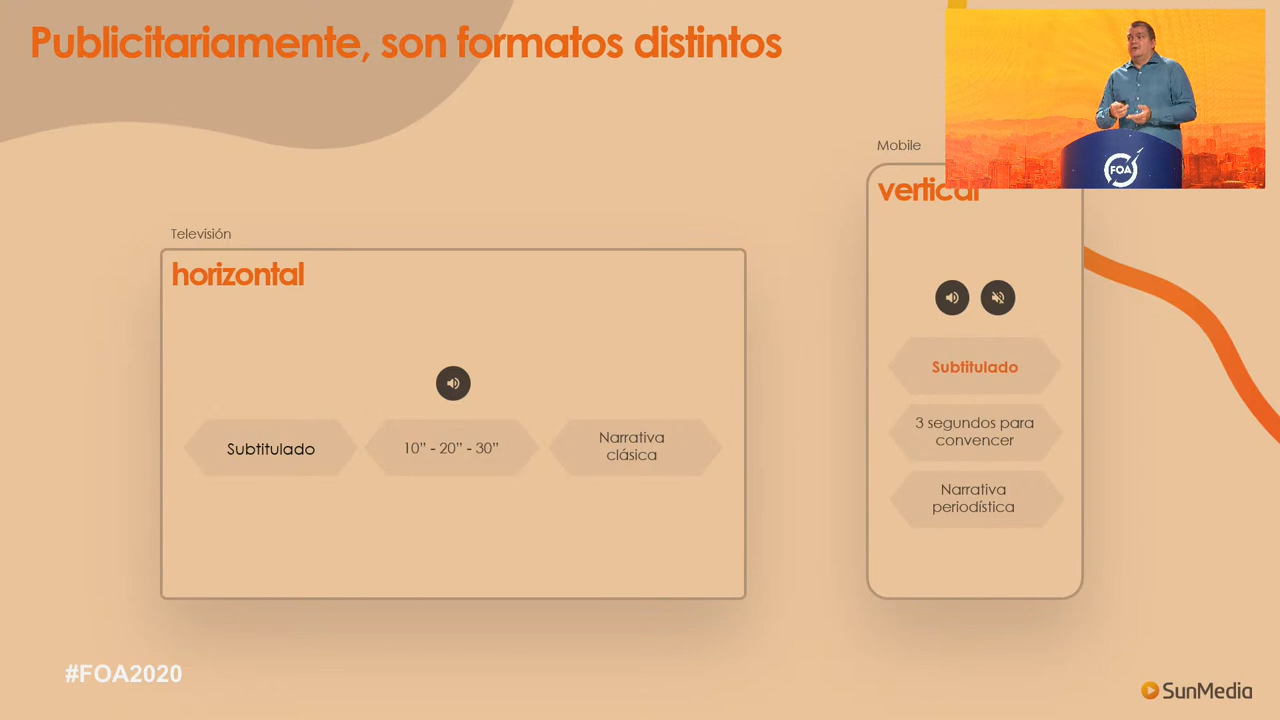 Publicitariamente, son formatos distintos
FOA
Mobile
vertical
Televisión
horizontal
Subtitulado
10” - 20” - 30”
Narrativa
clásica
Subtitulado
3 segundos para
convencer
Narrativa
periodística
#FOA2020
SunMedia